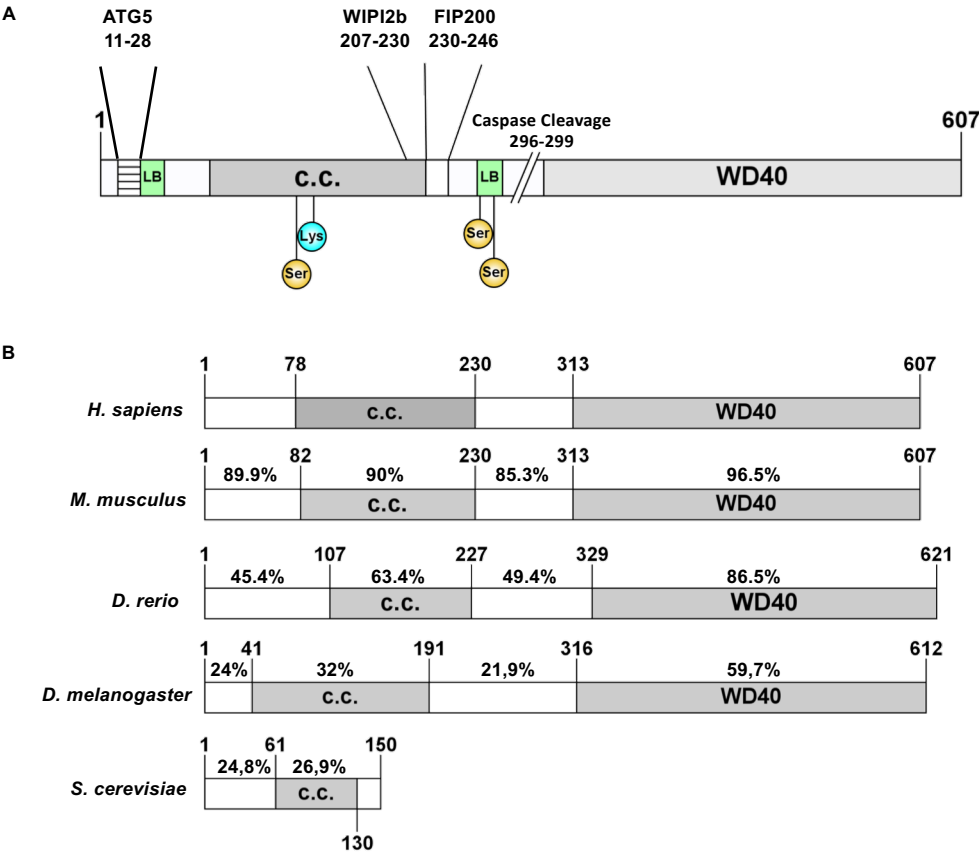 A
ATG5
11-28
WIPI2b
207-230
FIP200
230-246
Caspase Cleavage
296-299
1
607
LB
C.C.
LB
WD40
Lys
Ser
Ser
Ser
B
1 78 230 313 607
H. sapiens
C.C.
WD40
1 82 230 313 607
89.9% 90% 85.3% 96.5%
M. musculus
C.C.
WD40
1 107 227 329 621
45.4% 63.4% 49.4% 86.5%
D. rerio
C.C.
WD40
1 41 191 316 612
24% 32% 21,9% 59,7%
D. melanogaster
C.C.
WD40
1 61 150
24,8% 26,9%
S. cerevisiae
C.C.
130